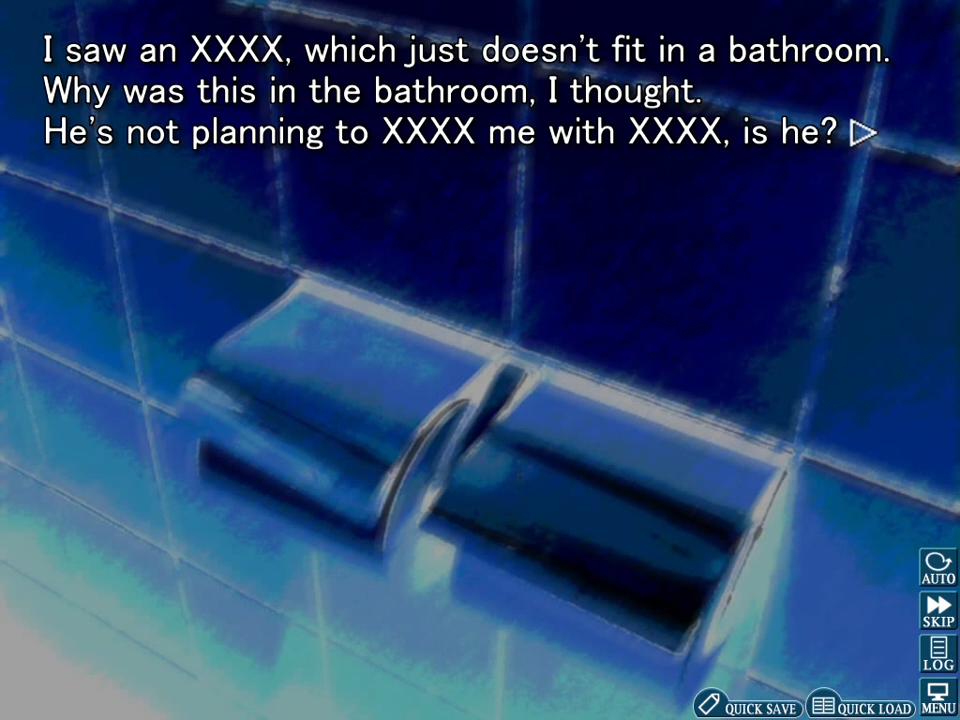 I saw an XXXX, which just doesn't fit in a bathroom.
Why was this in the bathroom, I thought.
He's not planning to XXXX me with XXXX, is he?
AUTO
SKIP
LOG
QUICK SAVE
QUICK LOAD
MENU